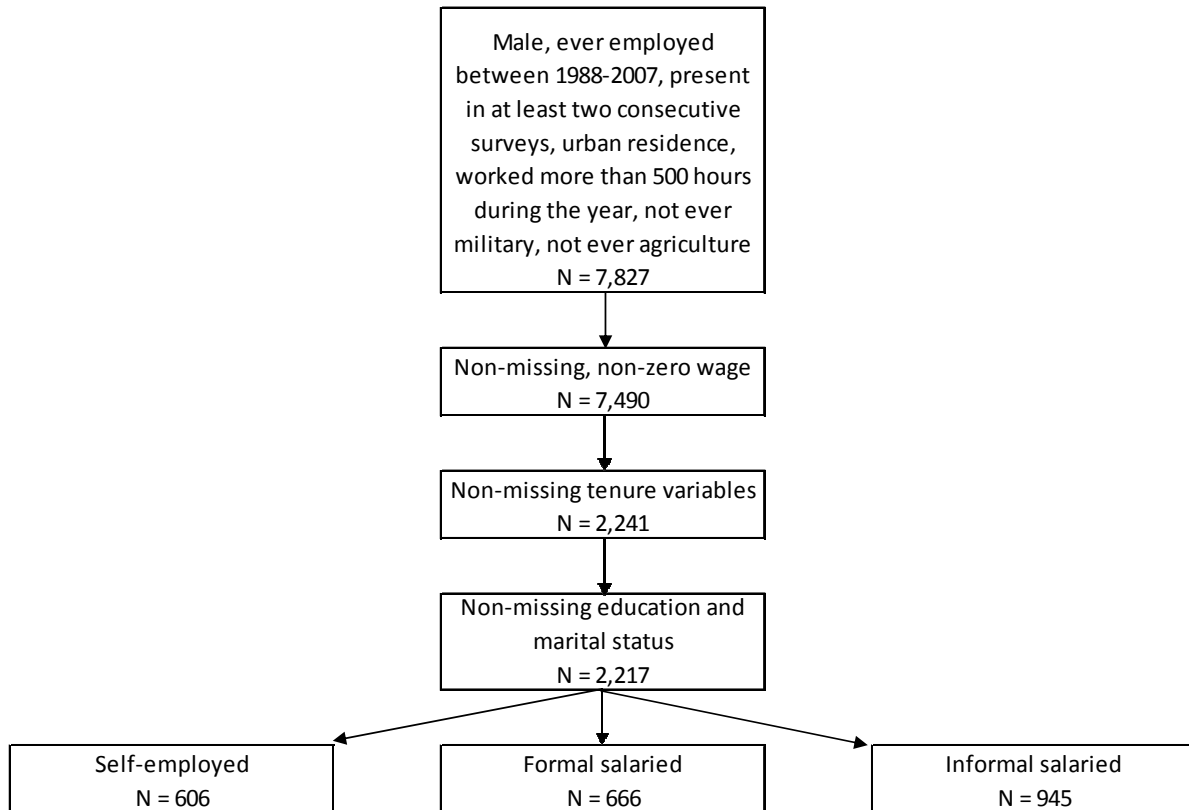 Male, ever employed
between 1988-2007, present
in at least two consecutive
surveys, urban residence,
worked more than 500 hours
during the year, not ever
military, not ever agriculture
N = 7,827
Non-missing, non-zero wage
N = 7,490
Non-missing tenure variables
N = 2,241
Non-missing education and
marital status
N = 2,217
Self-employed
N = 606
Formal salaried
N = 666
Informal salaried
N = 945